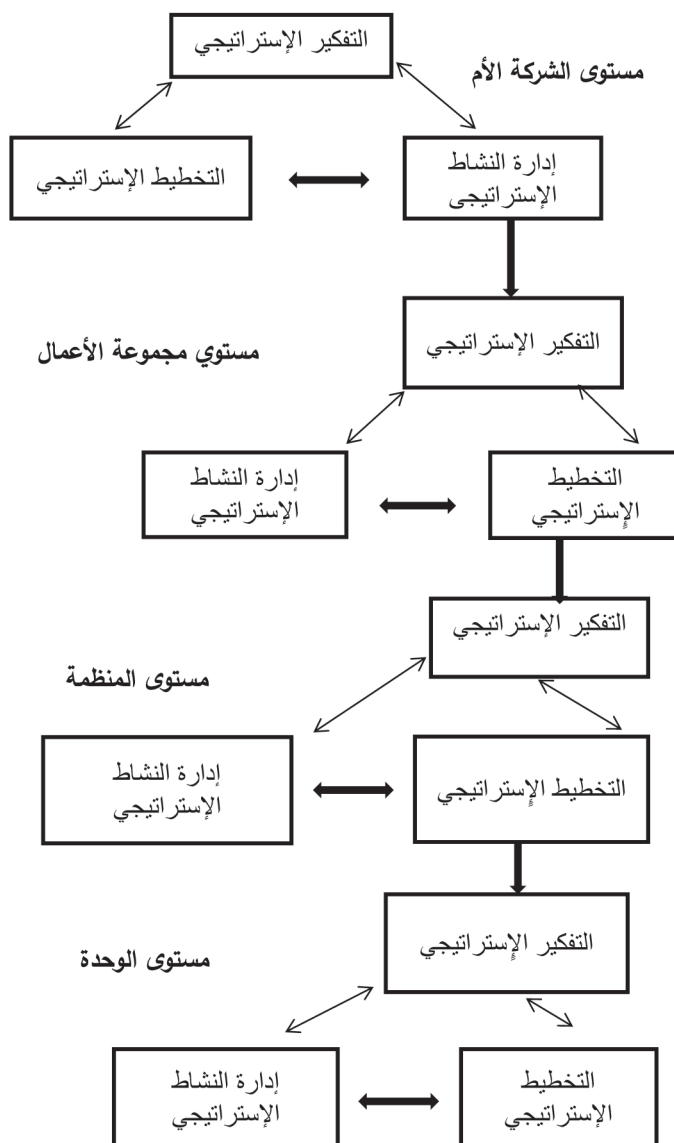 التفكير الإستراتيجي
مستوى الشركة الأم
إدارة النشاط
الإستراتيجى
التخطيط الإستراتيجي
التفكير الإستراتيجي
مستوي مجموعة الأعمال
التخطيط
الإستراتيجي
إدارة النشاط
الإستراتيجي
التفكير الإستراتيجي
مستوى المنظمة
التخطيط الإستراتيجي
إدارة النشاط
الإستراتيجي
التفكير الإستراتيجي
مستوى الوحدة
التخطيط
الإستراتيجي
إدارة النشاط
الإستراتيجي